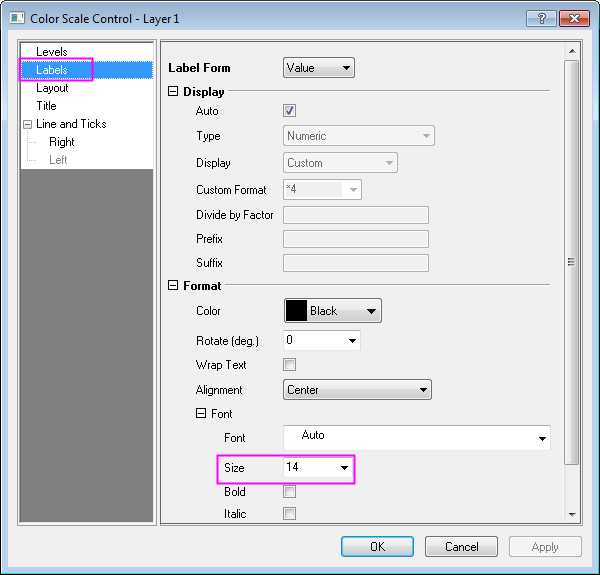 Color Scale Control - Layer 1
Levels
Labels
Layout
Title
Line and Ticks
Right
Left
Label Form Value
Display
Auto
Type Numeric
Display Custom
Custom Format *4
Divide by Factor
Prefix
Suffix
Format
Color Black
Rotate (deg.) 0
Wrap Text
Alignment Center
Font
Font Auto
Size 14
Bold
Italic
OK Cancel Apply